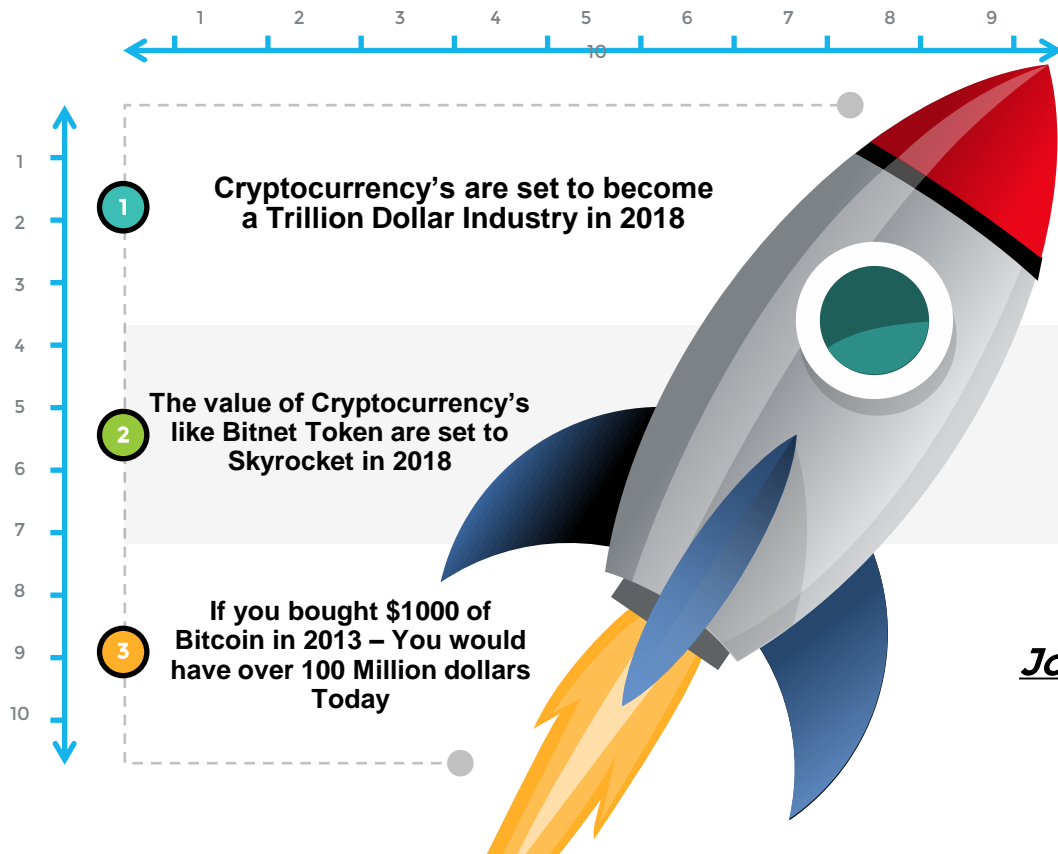 1 2 3 4 5 6 7 8 9
10
1
2
3
4
5
6
7
8
9
10
1
Cryptocurrency’s are set to become
a Trillion Dollar Industry in 2018
2
The value of Cryptocurrency’s
like Bitnet Token are set to
Skyrocket in 2018
3
If you bought $1000 of
Bitcoin in 2013 – You would
have over 100 Million dollars
Today